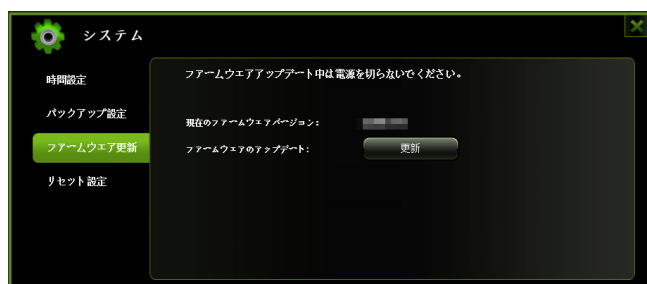 システム
時間設定
バックアップ設定
ファームウエア更新
リセット設定
ファームウエアアップデート中は電源を切らないでください。
現在のファームウエアバージョン:
ファームウエアのアップデート:
更新